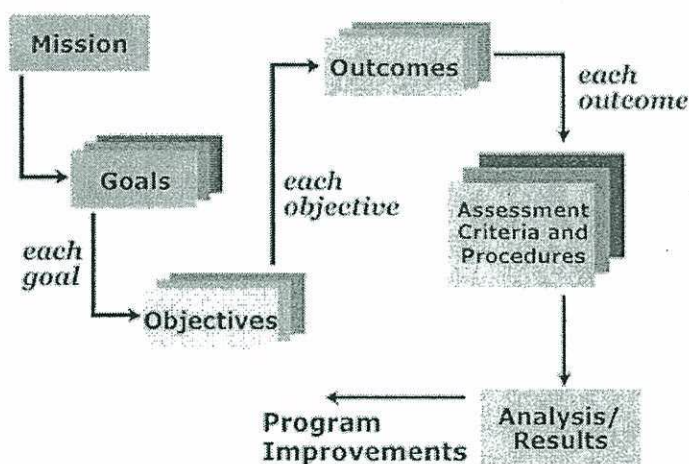 Mission
Goals
each
goal
Objectives
each
objective
Outcomes
each
outcome
Assessment
Criteria and
Procedures
Analysis/
Results
Program
Improvements